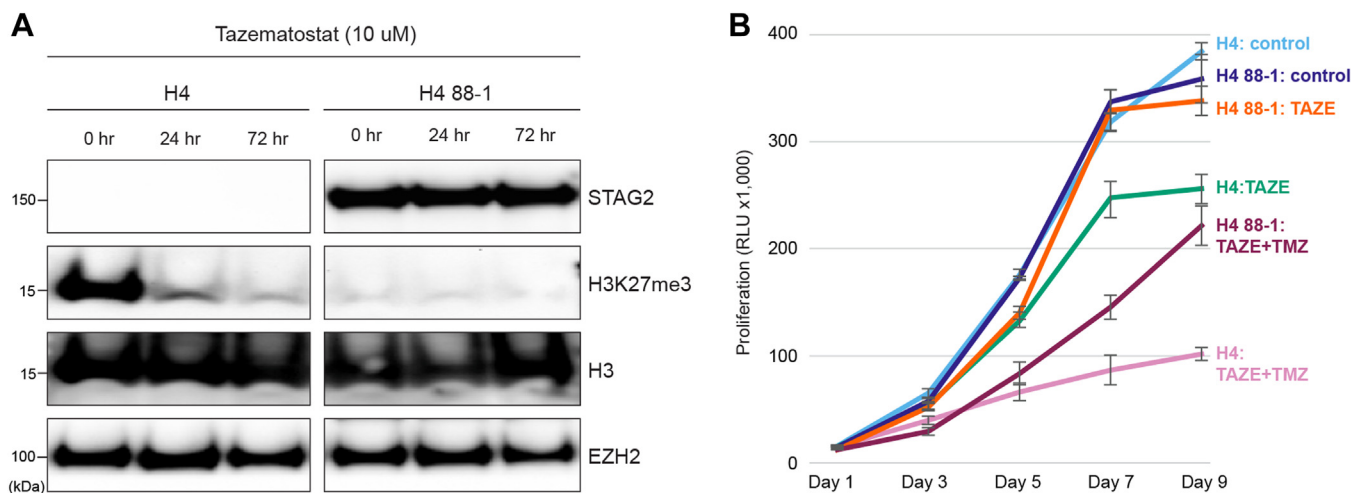 A
Tazematostat (10 uM)
H4
H4 88-1
0 hr 24 hr 72 hr
0 hr 24 hr 72 hr
150
STAG2
15
H3K27me3
15
H3
100
EZH2
(kDa)
B
Proliferation (RLU x1,000)
400
300
200
100
0
Day 1 Day 3 Day 5 Day 7 Day 9
H4: control
H4 88-1: control
H4 88-1: TAZE
H4:TAZE
H4 88-1:
TAZE+TMZ
H4:
TAZE+TMZ